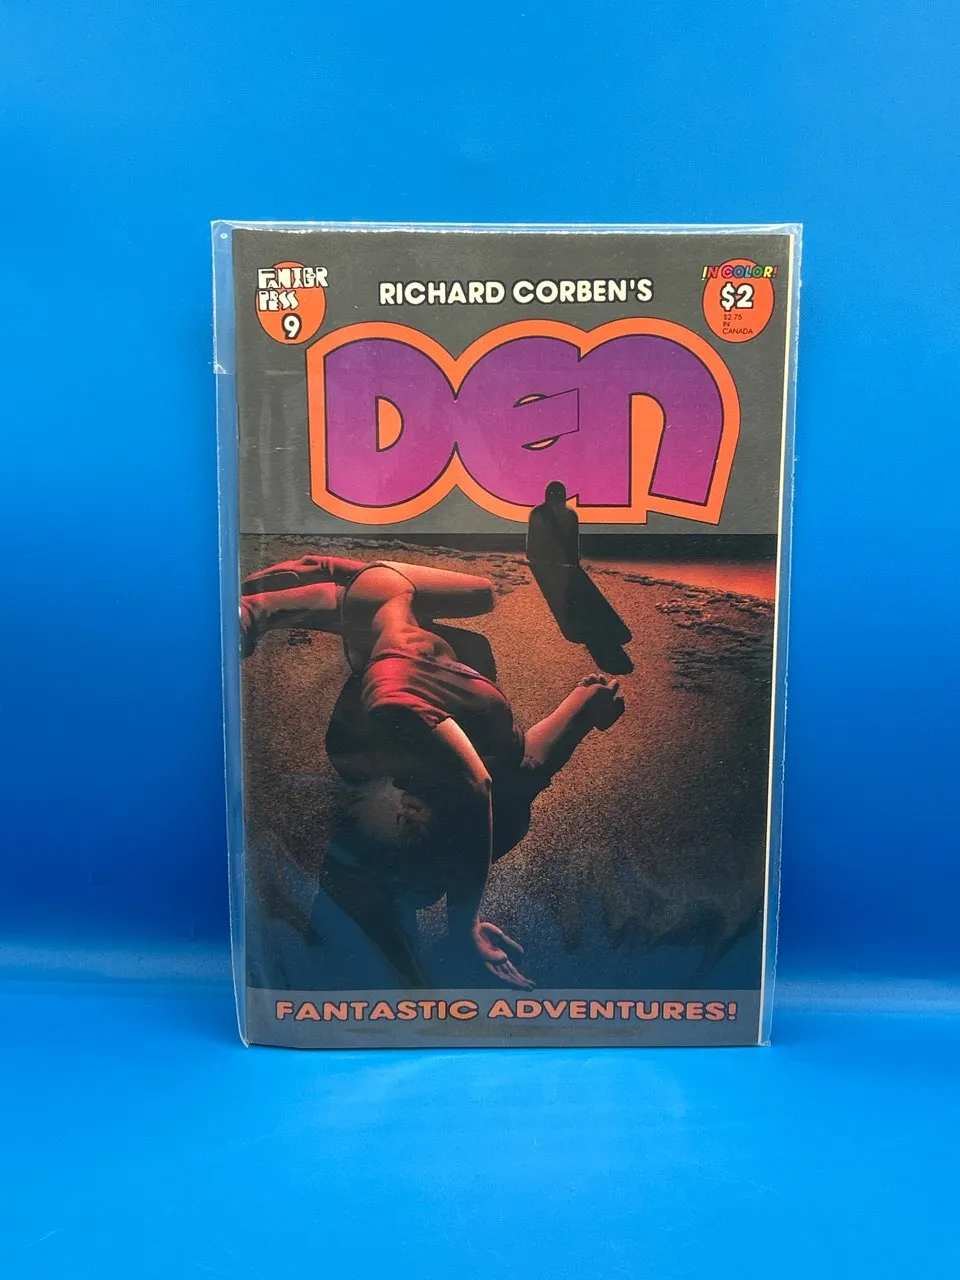 FANTAGOR
PRESS
9
RICHARD CORBEN'S
IN COLOR!
$2
$2.75
IN
CANADA
DEN
FANTASTIC ADVENTURES!